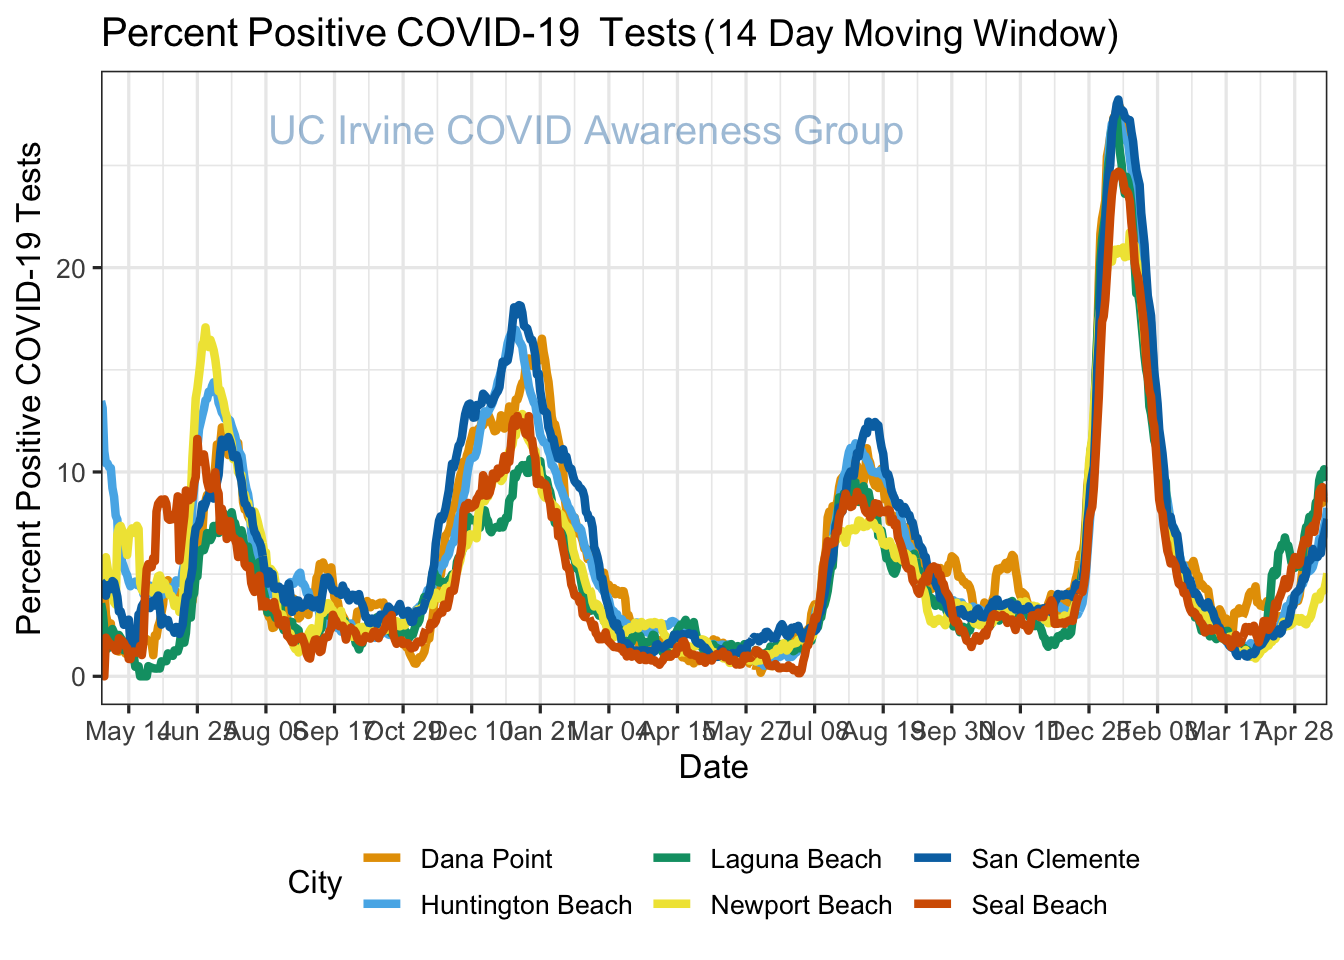 Percent Positive COVID-19  Tests (14 Day Moving Window)
UC Irvine COVID Awareness Group
Percent Positive COVID-19 Tests
20
10
0
May 14 Jun 25 Aug 06 Sep 17 Oct 29 Dec 10 Jan 21 Mar 04 Apr 15 May 27 Jul 08 Aug 19 Sep 30 Nov 11 Dec 23 Feb 03 Mar 17 Apr 28
Date
City
Dana Point Laguna Beach San Clemente
Huntington Beach Newport Beach Seal Beach